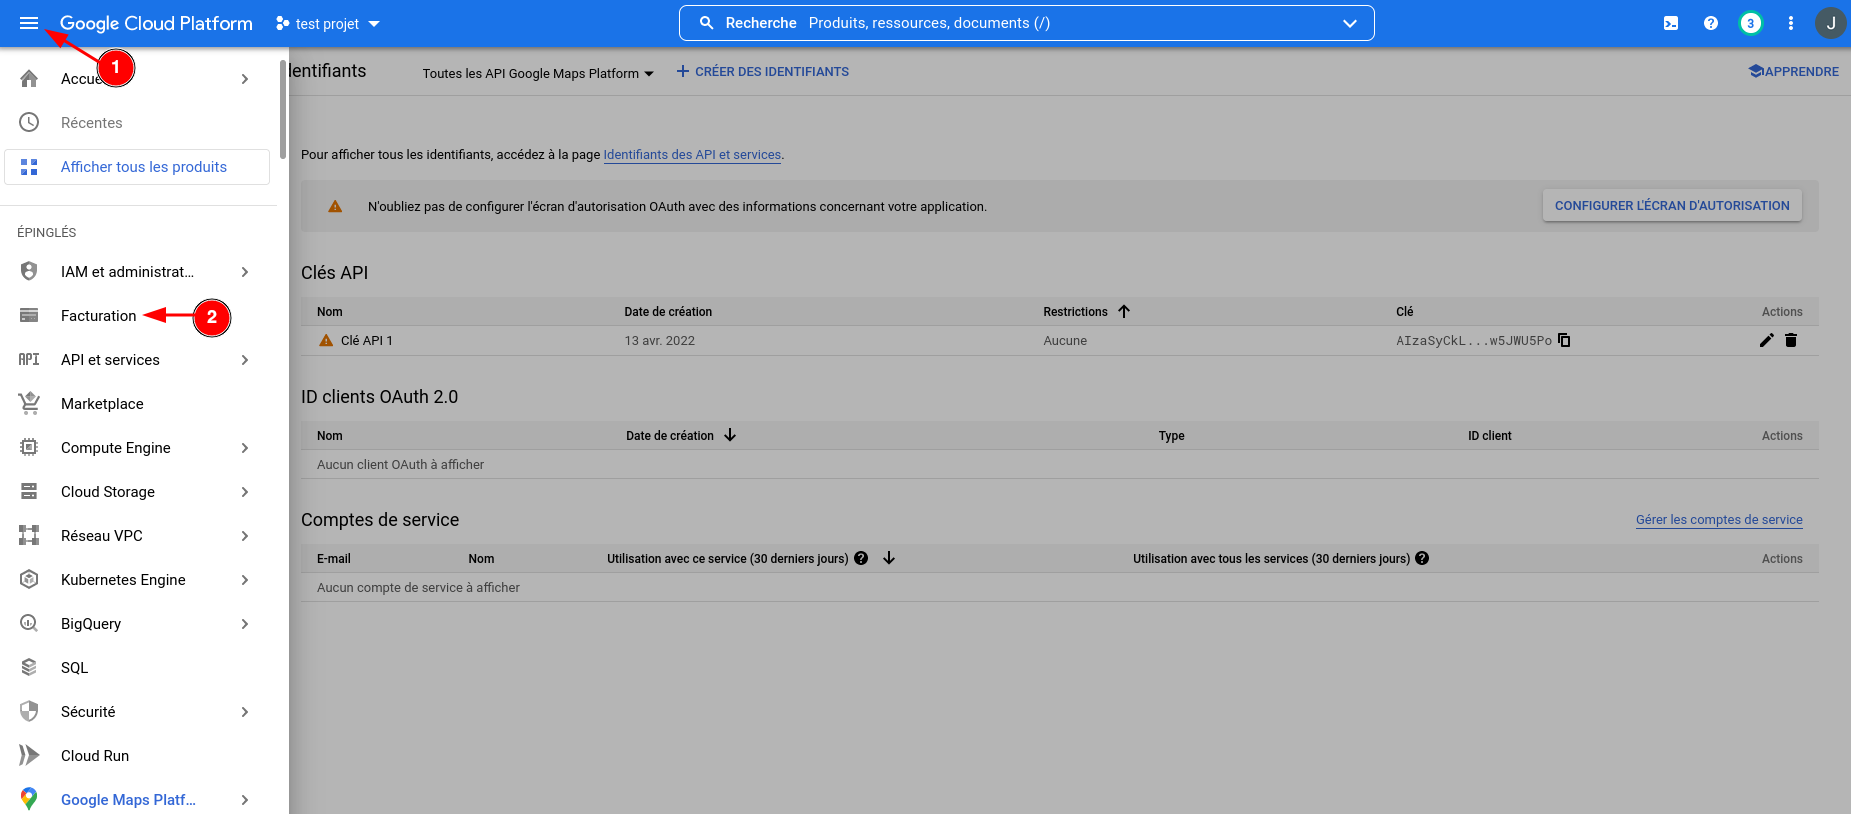 Google Cloud Platform
test projet
Recherche Produits, ressources, documents (/)
3
J
1
Accue
Récentes
Afficher tous les produits
ÉPINGLÉS
IAM et administrat...
Facturation
2
API et services
Marketplace
Compute Engine
Cloud Storage
Réseau VPC
Kubernetes Engine
BigQuery
SQL
Sécurité
Cloud Run
Google Maps Platf...
dentifiants
Toutes les API Google Maps Platform
CRÉER DES IDENTIFIANTS
APPRENDRE
Pour afficher tous les identifiants, accédez à la page Identifiants des API et services.
N'oubliez pas de configurer l'écran d'autorisation OAuth avec des informations concernant votre application.
CONFIGURER L'ÉCRAN D'AUTORISATION
Clés API
Nom Date de création Restrictions Clé Actions
Clé API 1 13 avr. 2022 Aucune AIzaSyCkL...w5JWU5Po
ID clients OAuth 2.0
Nom Date de création Type ID client Actions
Aucun client OAuth à afficher
Comptes de service
Gérer les comptes de service
E-mail Nom Utilisation avec ce service (30 derniers jours) Utilisation avec tous les services (30 derniers jours) Actions
Aucun compte de service à afficher